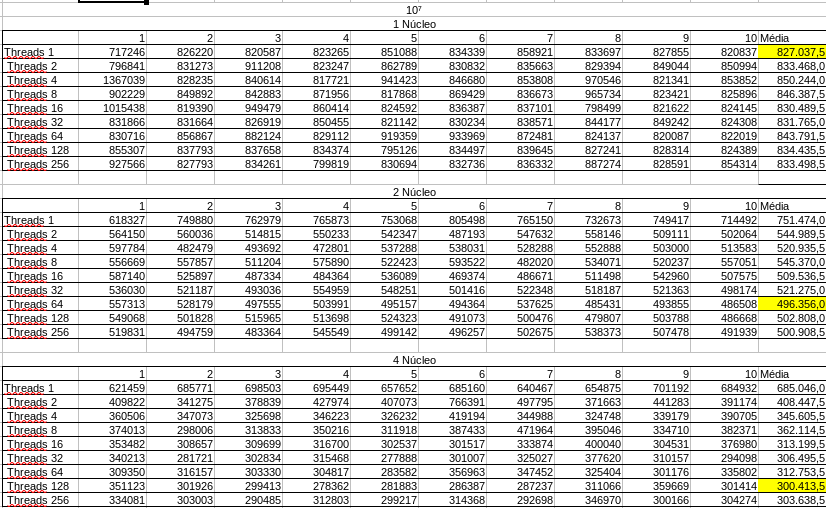 10⁷
1 Núcleo
1 2 3 4 5 6 7 8 9 10 Média
Threads 1 717246 826220 820587 823265 851088 834339 858921 833697 827855 820837 827.037,5
Threads 2 796841 831273 911208 823247 862789 830832 835663 829394 849044 850994 833.468,0
Threads 4 1367039 828235 840614 817721 941423 846680 853808 970546 821341 853852 850.244,0
Threads 8 902229 849892 842883 871956 817868 869429 836673 965734 823421 825896 846.387,5
Threads 16 1015438 819390 949479 860414 824592 836387 837101 798499 821622 824145 830.489,5
Threads 32 831866 831664 826919 850455 821142 830234 838571 844177 849242 824308 831.765,0
Threads 64 830716 856867 882124 829112 919359 933969 872481 824137 820087 822019 843.791,5
Threads 128 855307 837793 837658 834374 795126 834497 839645 827241 828314 824389 834.435,5
Threads 256 927566 827793 834261 799819 830694 832736 836332 887274 828591 854314 833.498,5
2 Núcleo
1 2 3 4 5 6 7 8 9 10 Média
Threads 1 618327 749880 762979 765873 753068 805498 765150 732673 749417 714492 751.474,0
Threads 2 564150 560036 514815 550233 542347 487193 547632 558146 509111 502064 544.989,5
Threads 4 597784 482479 493692 472801 537288 538031 528288 552888 503000 513583 520.935,5
Threads 8 556669 557857 511204 575890 522423 593522 482020 534071 520237 557051 545.370,0
Threads 16 587140 525897 487334 484364 536089 469374 486671 511498 542960 507575 509.536,5
Threads 32 536030 521187 493036 554959 548251 501416 522348 518187 521363 498174 521.275,0
Threads 64 557313 528179 497555 503991 495157 494364 537625 485431 493855 486508 496.356,0
Threads 128 549068 501828 515965 513698 524323 491073 500476 479807 503788 486668 502.808,0
Threads 256 519831 494759 483364 545549 499142 496257 502675 538373 507478 491939 500.908,5
4 Núcleo
1 2 3 4 5 6 7 8 9 10 Média
Threads 1 621459 685771 698503 695449 657652 685160 640467 654875 701192 684932 685.046,0
Threads 2 409822 341275 378839 427974 407073 766391 497795 371663 441283 391174 408.447,5
Threads 4 360506 347073 325698 346223 326232 419194 344988 324748 339179 390705 345.605,5
Threads 8 374013 298006 313833 350216 311918 387433 471964 395046 334710 382371 362.114,5
Threads 16 353482 308657 309699 316700 302537 301517 333874 400040 304531 376980 313.199,5
Threads 32 340213 281721 302834 315468 277888 301007 325027 377620 310157 294098 306.495,5
Threads 64 309350 316157 303330 304817 283582 356963 347452 325404 301176 335802 312.753,5
Threads 128 351123 301926 299413 278362 281883 286387 287237 311066 359669 301414 300.413,5
Threads 256 334081 303003 290485 312803 299217 314368 292698 346970 300166 304274 303.638,5